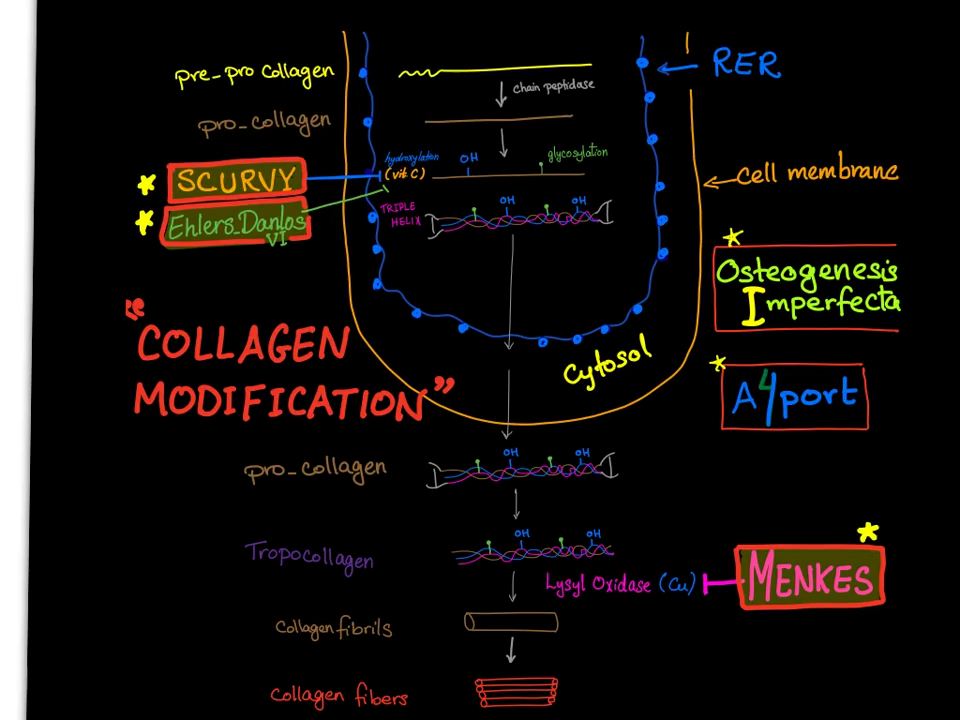 pre-pro collagen
RER
chain peptidase
pro-collagen
hydroxylation
(vit C)
OH
glycosylation
SCURVY
cell membrane
Ehlers-Danlos
VI
TRIPLE
HELIX
OH
OH
Osteogenesis
Imperfecta
"COLLAGEN
MODIFICATION"
Cytosol
A4port
pro-collagen
OH
OH
Tropocollagen
OH
OH
Lysyl Oxidase (Cu)
MENKES
Collagen fibrils
Collagen fibers